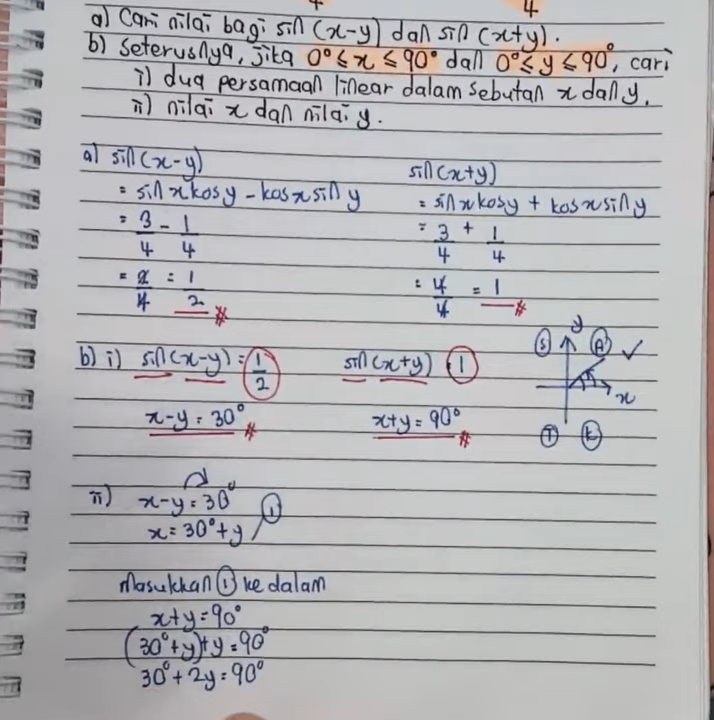 4 4
a) Cari nilai bagi sin (x-y) dan sin (x+y).
b) Seterusnya, jika 0° ≤ x ≤ 90° dan 0° ≤ y ≤ 90°, cari
i) dua persamaan linear dalam sebutan x dan y.
ii) nilai x dan nilai y.
a) sin (x-y)
= sin x kos y - kos x sin y
= 3/4 - 1/4
= 2/4 = 1/2 #
sin (x+y)
= sin x kos y + kos x sin y
= 3/4 + 1/4
= 4/4 = 1 #
b) i) sin (x-y) = 1/2
x-y = 30° #
sin (x+y) = 1
x+y = 90° #
y
S A ✓
x
T K
ii) x-y = 30°
x = 30° + y 1
Masukkan 1 ke dalam
x+y = 90°
(30°+y)+y = 90°
30° + 2y = 90°